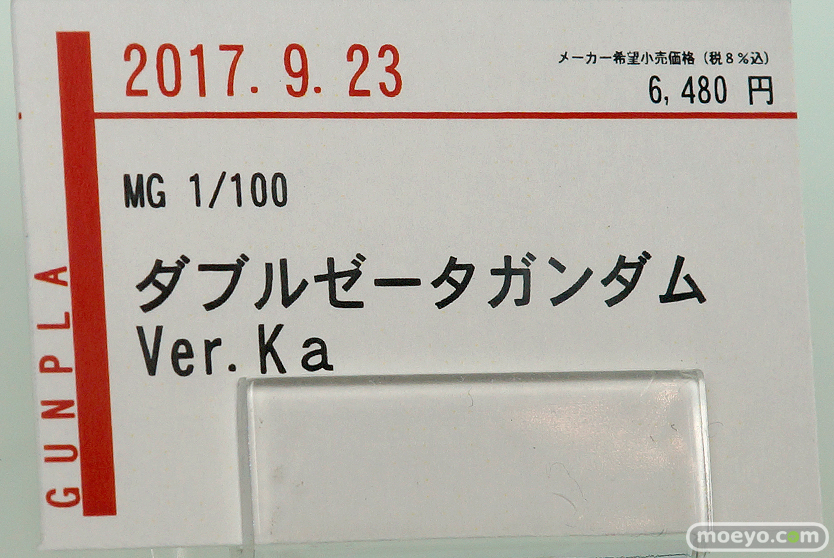 2017. 9. 23
メーカー希望小売価格（税8%込）
6,480 円
MG 1/100
ダブルゼータガンダム
Ver.Ka
GUNPLA
moeyo.com